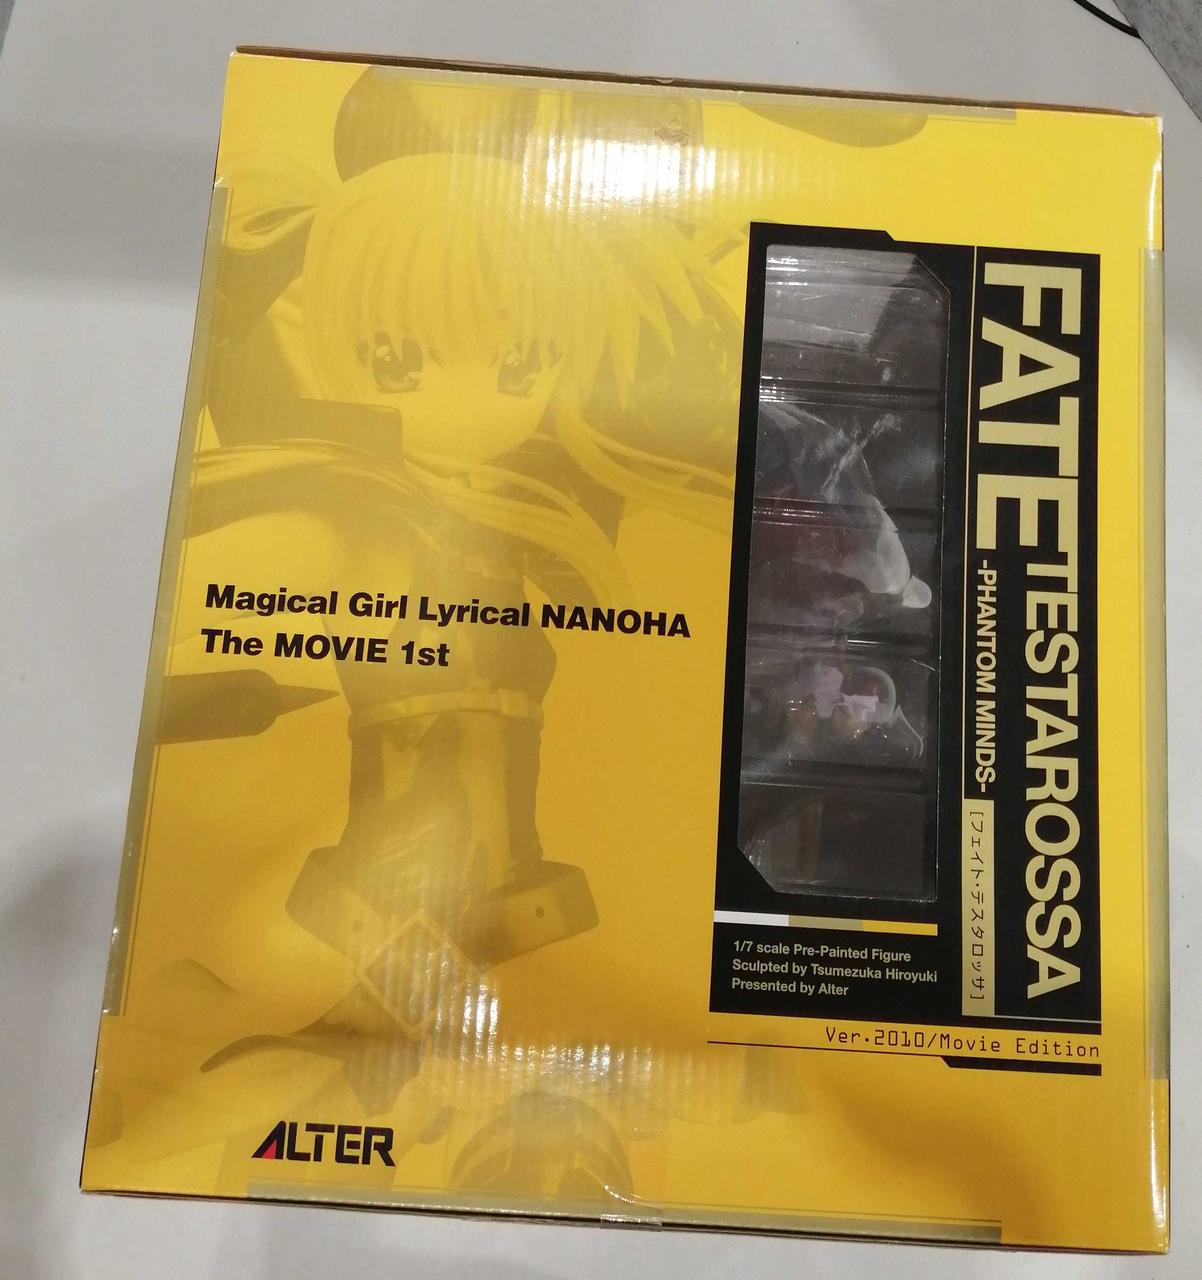 Magical Girl Lyrical NANOHA
The MOVIE 1st
FATE TESTAROSSA
-PHANTOM MINDS-
[フェイト・テスタロッサ]
1/7 scale Pre-Painted Figure
Sculpted by Tsumezuka Hiroyuki
Presented by Alter
Ver.2010/Movie Edition
ALTER